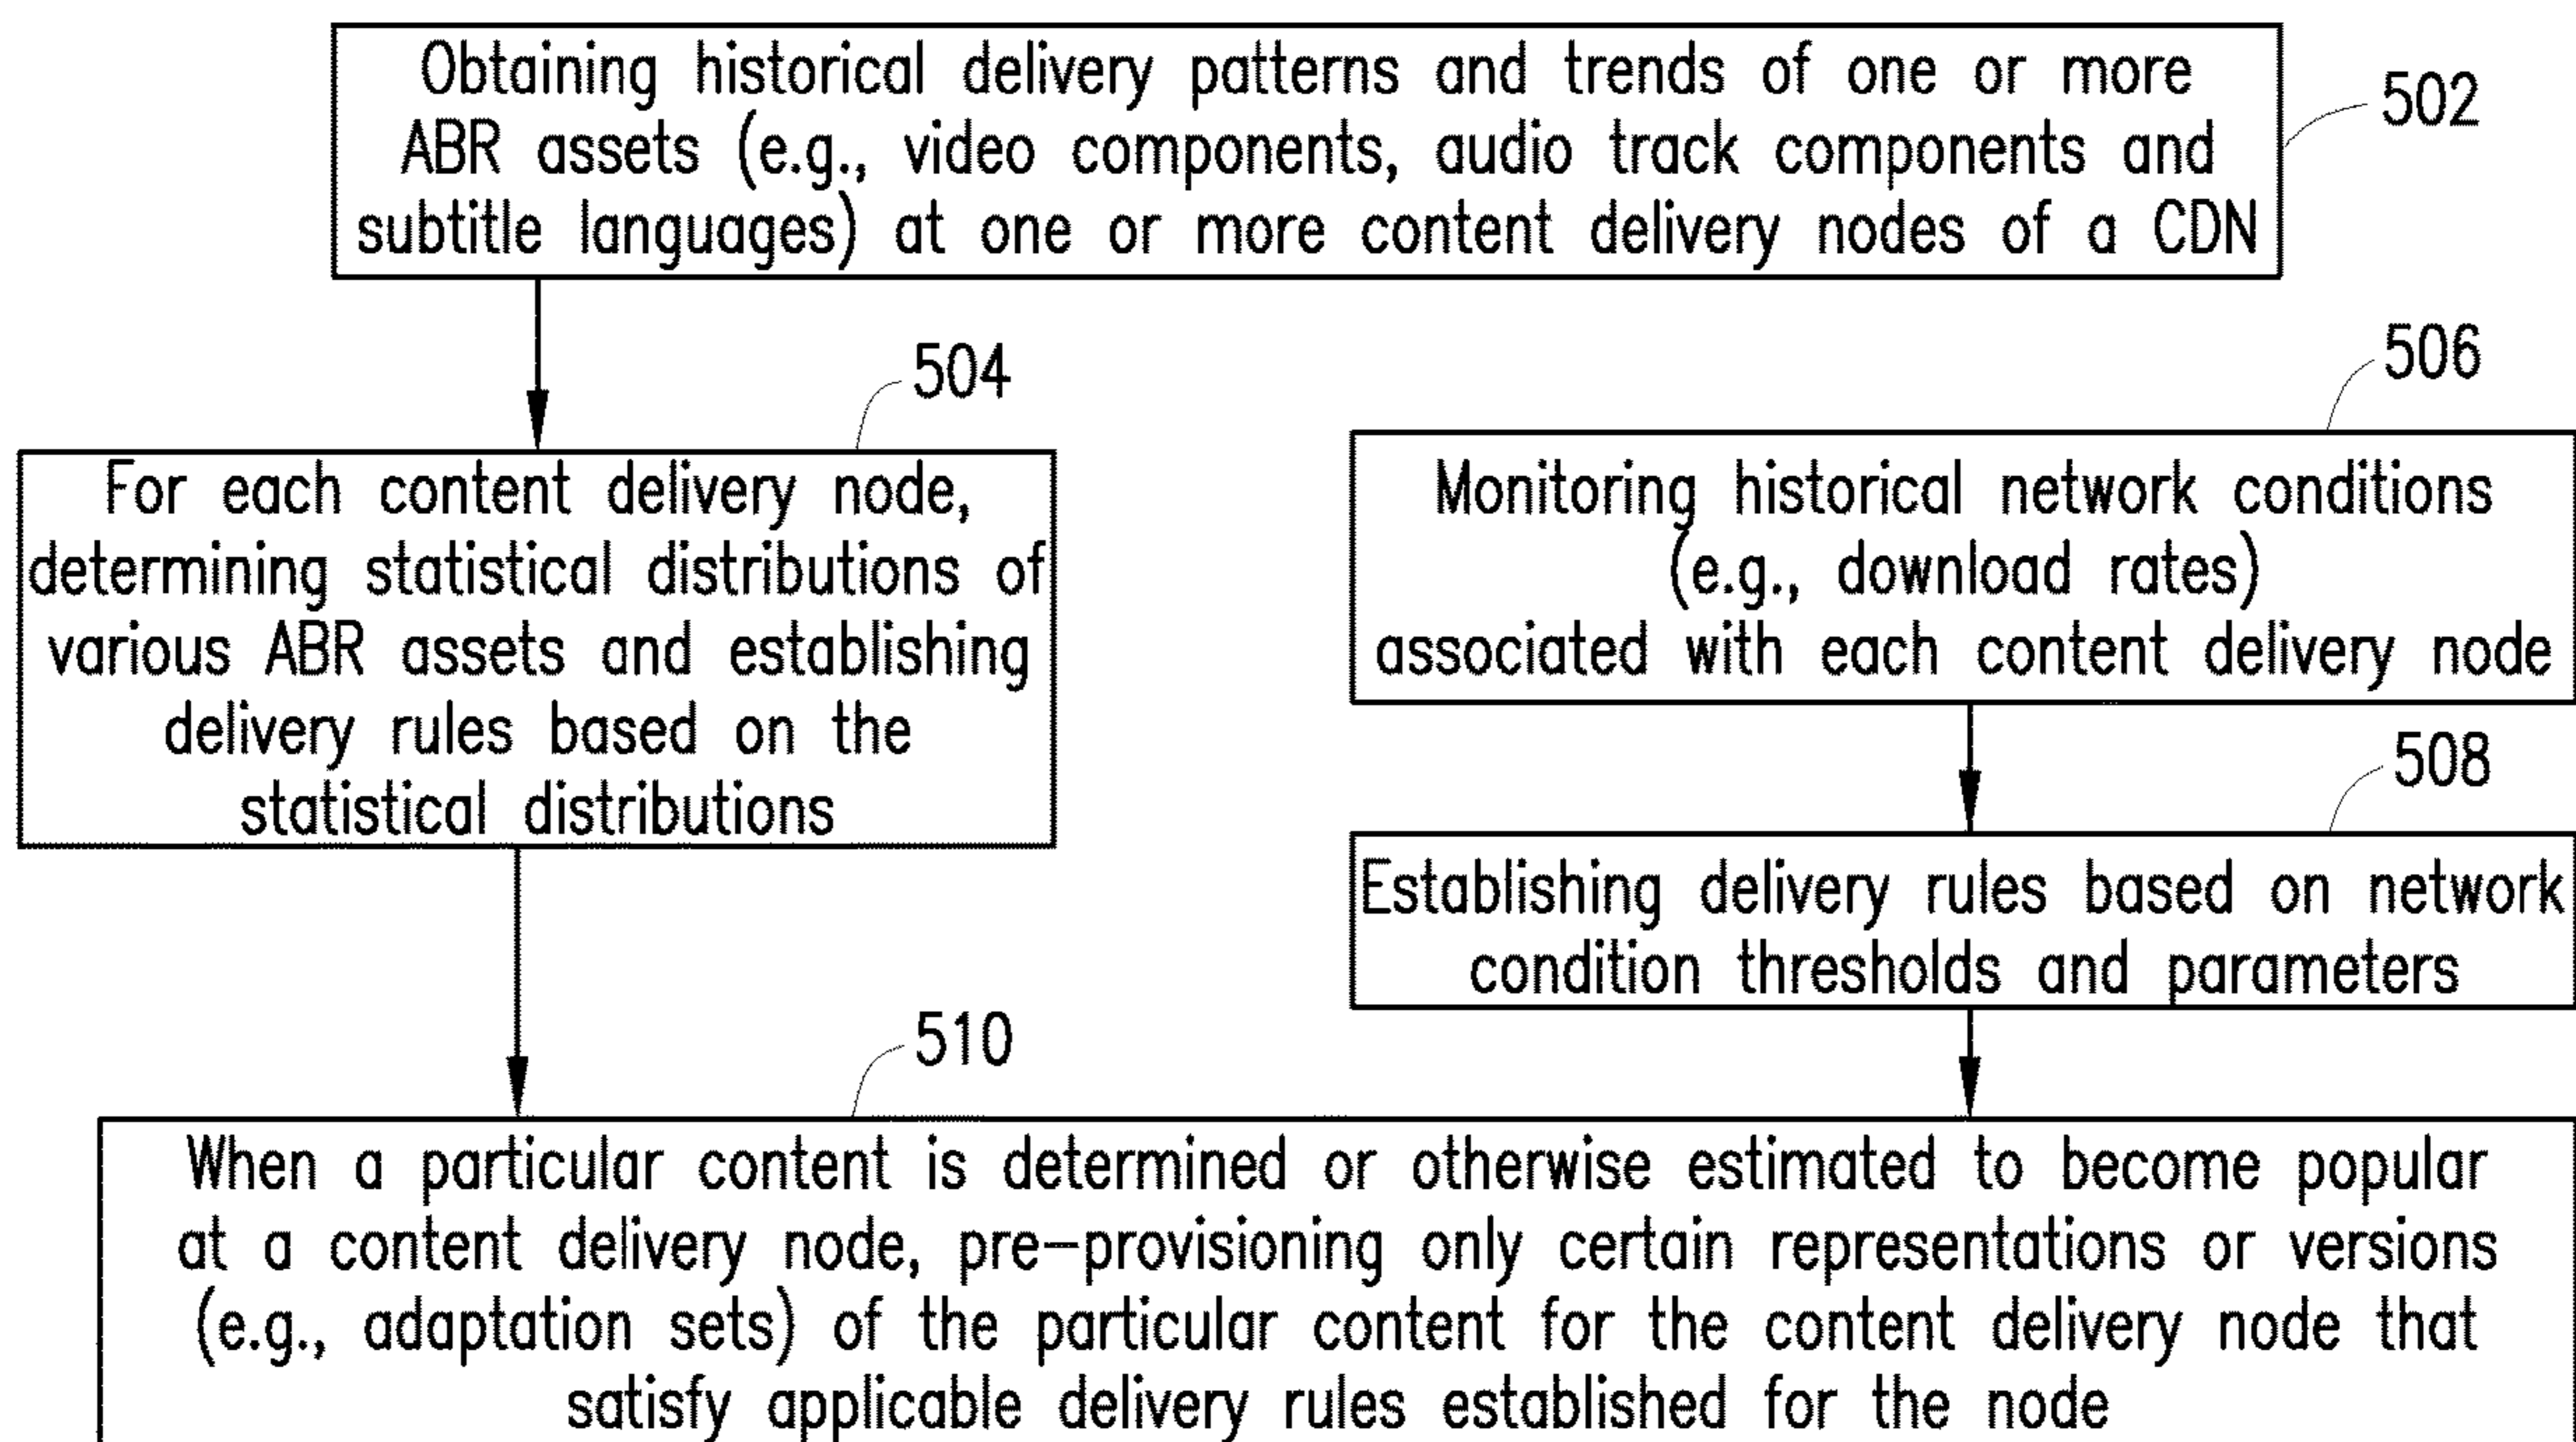 Obtaining historical delivery patterns and trends of one or more
ABR assets (e.g., video components, audio track components and
subtitle languages) at one or more content delivery nodes of a CDN
502
504
For each content delivery node,
determining statistical distributions of
various ABR assets and establishing
delivery rules based on the
statistical distributions
506
Monitoring historical network conditions
(e.g., download rates)
associated with each content delivery node
508
Establishing delivery rules based on network
condition thresholds and parameters
510
When a particular content is determined or otherwise estimated to become popular
at a content delivery node, pre-provisioning only certain representations or versions
(e.g., adaptation sets) of the particular content for the content delivery node that
satisfy applicable delivery rules established for the node